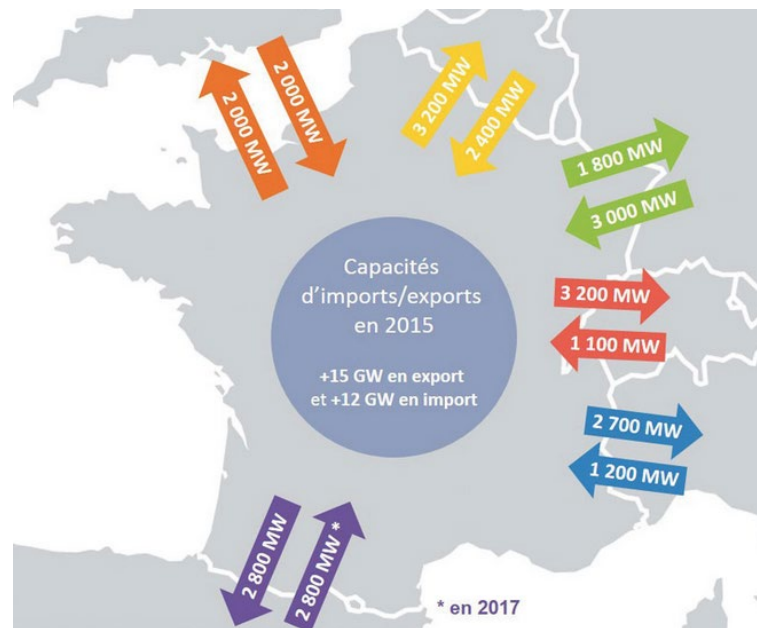 2 000 MW
2 000 MW
3 200 MW
2 400 MW
1 800 MW
3 000 MW
Capacités
d'imports/exports
en 2015
+15 GW en export
et +12 GW en import
3 200 MW
1 100 MW
2 700 MW
1 200 MW
2 800 MW
2 800 MW *
* en 2017